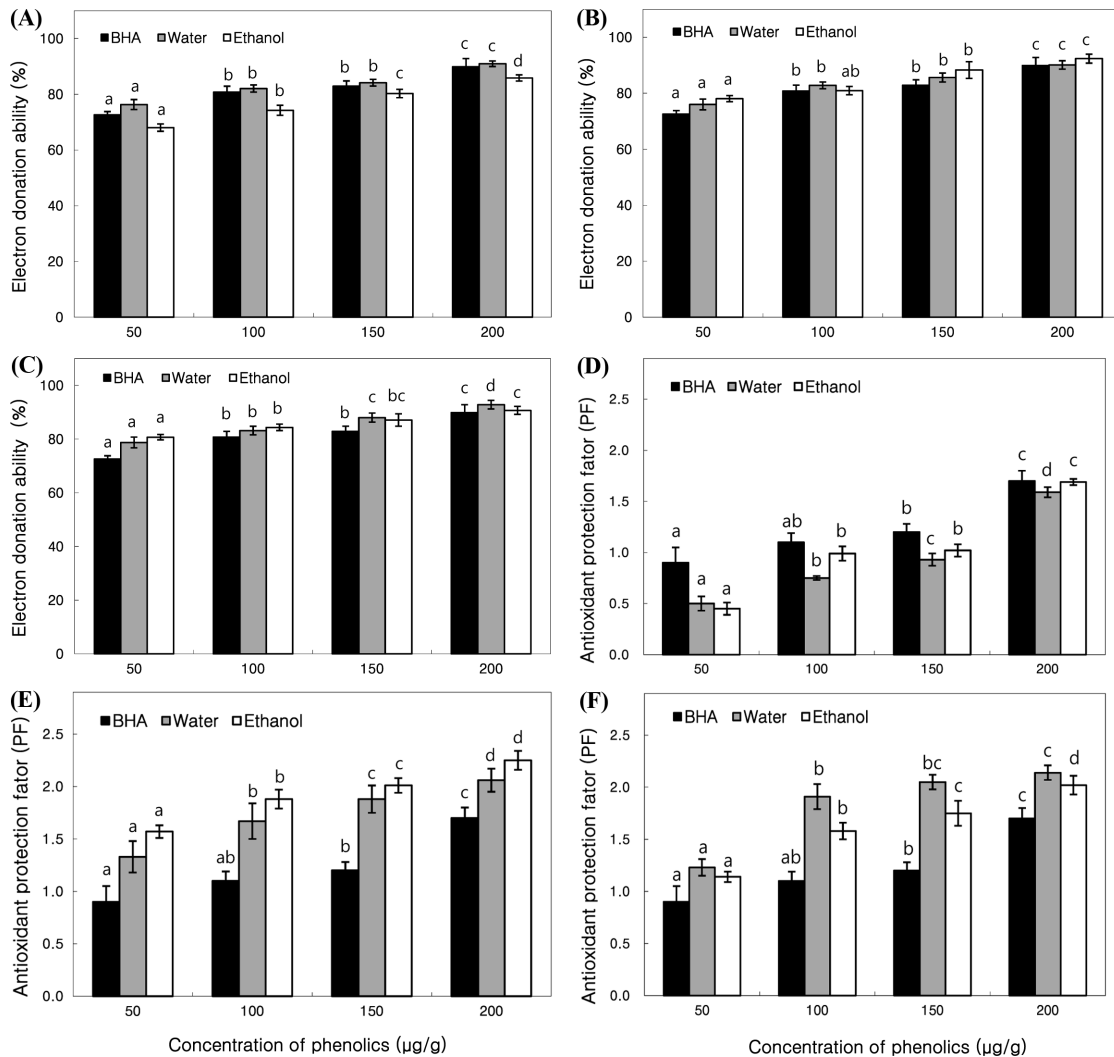 (A)
BHA Water Ethanol
Electron donation ability (%)
100
80
60
40
20
0
a a a
b b b
b b c
c c d
50 100 150 200
(B)
BHA Water Ethanol
Electron donation ability (%)
100
80
60
40
20
0
a a a
b b ab
b b b
c c c
50 100 150 200
(C)
BHA Water Ethanol
Electron donation ability (%)
100
80
60
40
20
0
a a a
b b b
b c bc
c d c
50 100 150 200
(D)
BHA Water Ethanol
Antioxidant protection fator (PF)
2.5
2.0
1.5
1.0
0.5
0.0
a a a
ab b b
b c b
c d c
50 100 150 200
(E)
BHA Water Ethanol
Antioxidant protection fator (PF)
2.5
2.0
1.5
1.0
0.5
0.0
a a a
ab b b
b c c
c d d
50 100 150 200
Concentration of phenolics (µg/g)
(F)
BHA Water Ethanol
Antioxidant protection fator (PF)
2.5
2.0
1.5
1.0
0.5
0.0
a a a
ab b b
b bc c
c c d
50 100 150 200
Concentration of phenolics (µg/g)